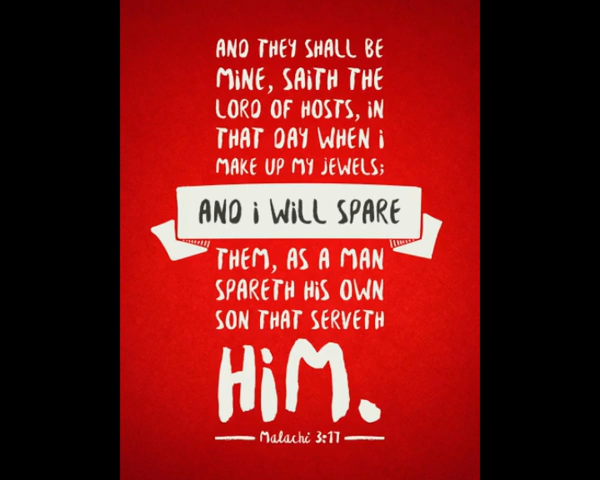 AND THEY SHALL BE
MiNE, SAiTH THE
LORD OF HOSTS, iN
THAT DAY WHEN i
MAKE UP MY JEWELS;
AND i WiLL SPARE
THEM, AS A MAN
SPARETH HiS OWN
SON THAT SERVETH
HiM.
Malachi 3:17